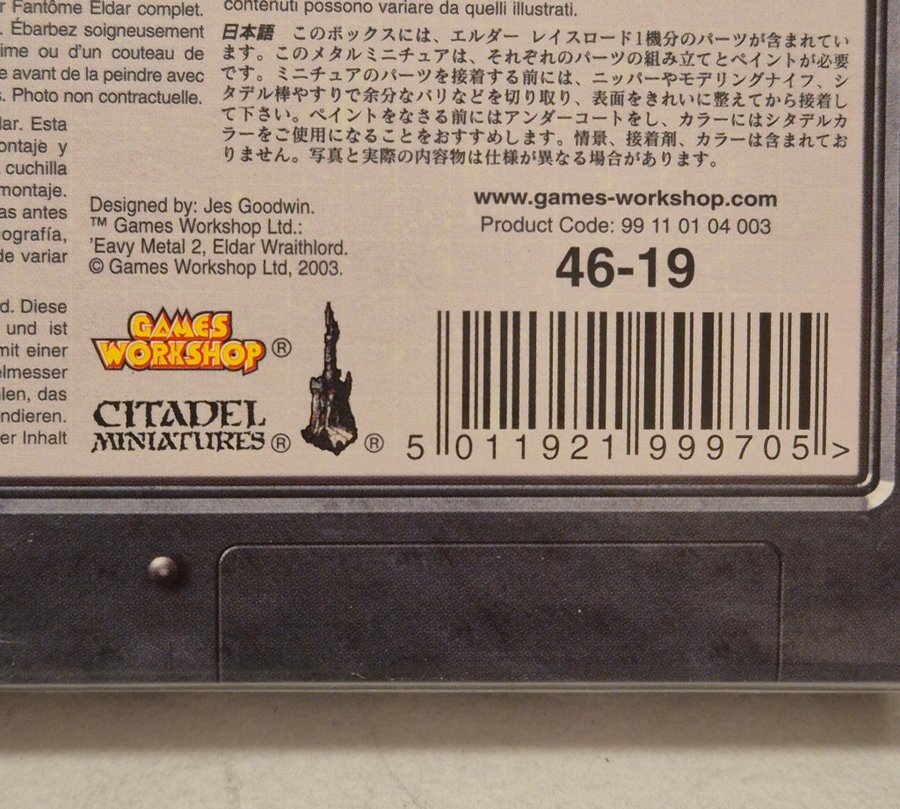 Fantôme Eldar complet.
. Ébarbez soigneusement
ime ou d'un couteau de
e avant de la peindre avec
s. Photo non contractuelle.
lar. Esta
ontaje y
cuchilla
montaje.
as antes
ografía,
de variar
d. Diese
und ist
mit einer
elmesser
len, das
ndieren.
er Inhalt
contenuti possono variare da quelli illustrati.
日本語 このボックスには、エルダー レイスロード1機分のパーツが含まれてい
ます。このメタルミニチュアは、それぞれのパーツの組み立てとペイントが必要
です。ミニチュアのパーツを接着する前には、ニッパーやモデリングナイフ、シ
タデル棒やすりで余分なバリなどを切り取り、表面をきれいに整えてから接着し
て下さい。ペイントをなさる前にはアンダーコートをし、カラーにはシタデルカ
ラーをご使用になることをおすすめします。情景、接着剤、カラーは含まれてお
りません。写真と実際の内容物は仕様が異なる場合があります。
Designed by: Jes Goodwin.
™ Games Workshop Ltd.:
'Eavy Metal 2, Eldar Wraithlord.
© Games Workshop Ltd, 2003.
www.games-workshop.com
Product Code: 99 11 01 04 003
46-19
GAMES
WORKSHOP ®
CITADEL
MINIATURES ® ®
5 011921 999705 >